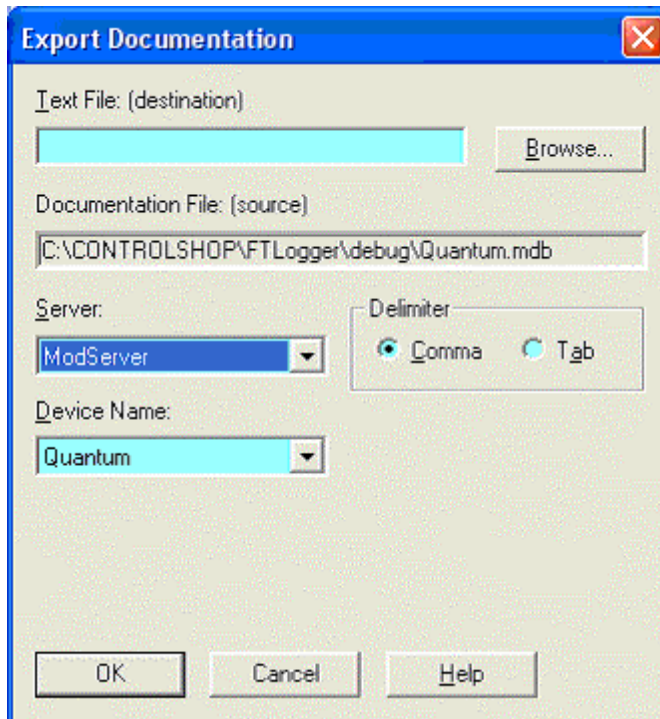 Export Documentation
Text File: (destination)
Browse...
Documentation File: (source)
C:\CONTROLSHOP\FTLogger\debug\Quantum.mdb
Server:
Delimiter
ModServer
Comma
Tab
Device Name:
Quantum
OK
Cancel
Help